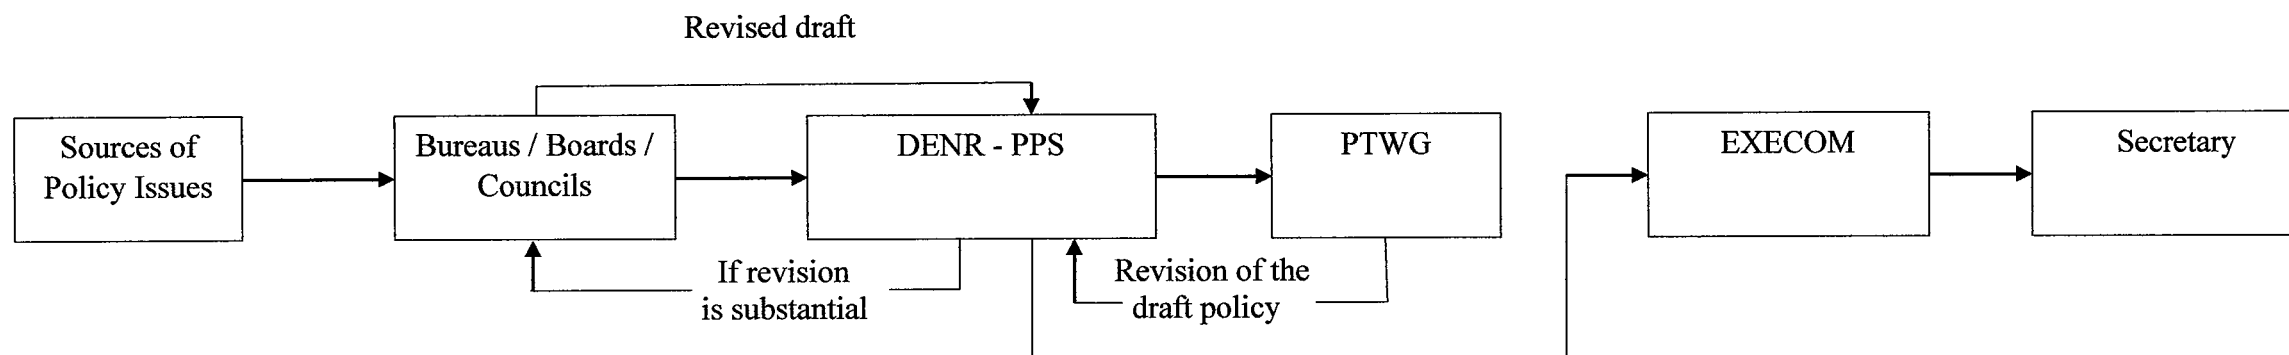 Revised draft
Sources of
Policy Issues
Bureaus / Boards /
Councils
DENR - PPS
PTWG
EXECOM
Secretary
If revision
is substantial
Revision of the
draft policy